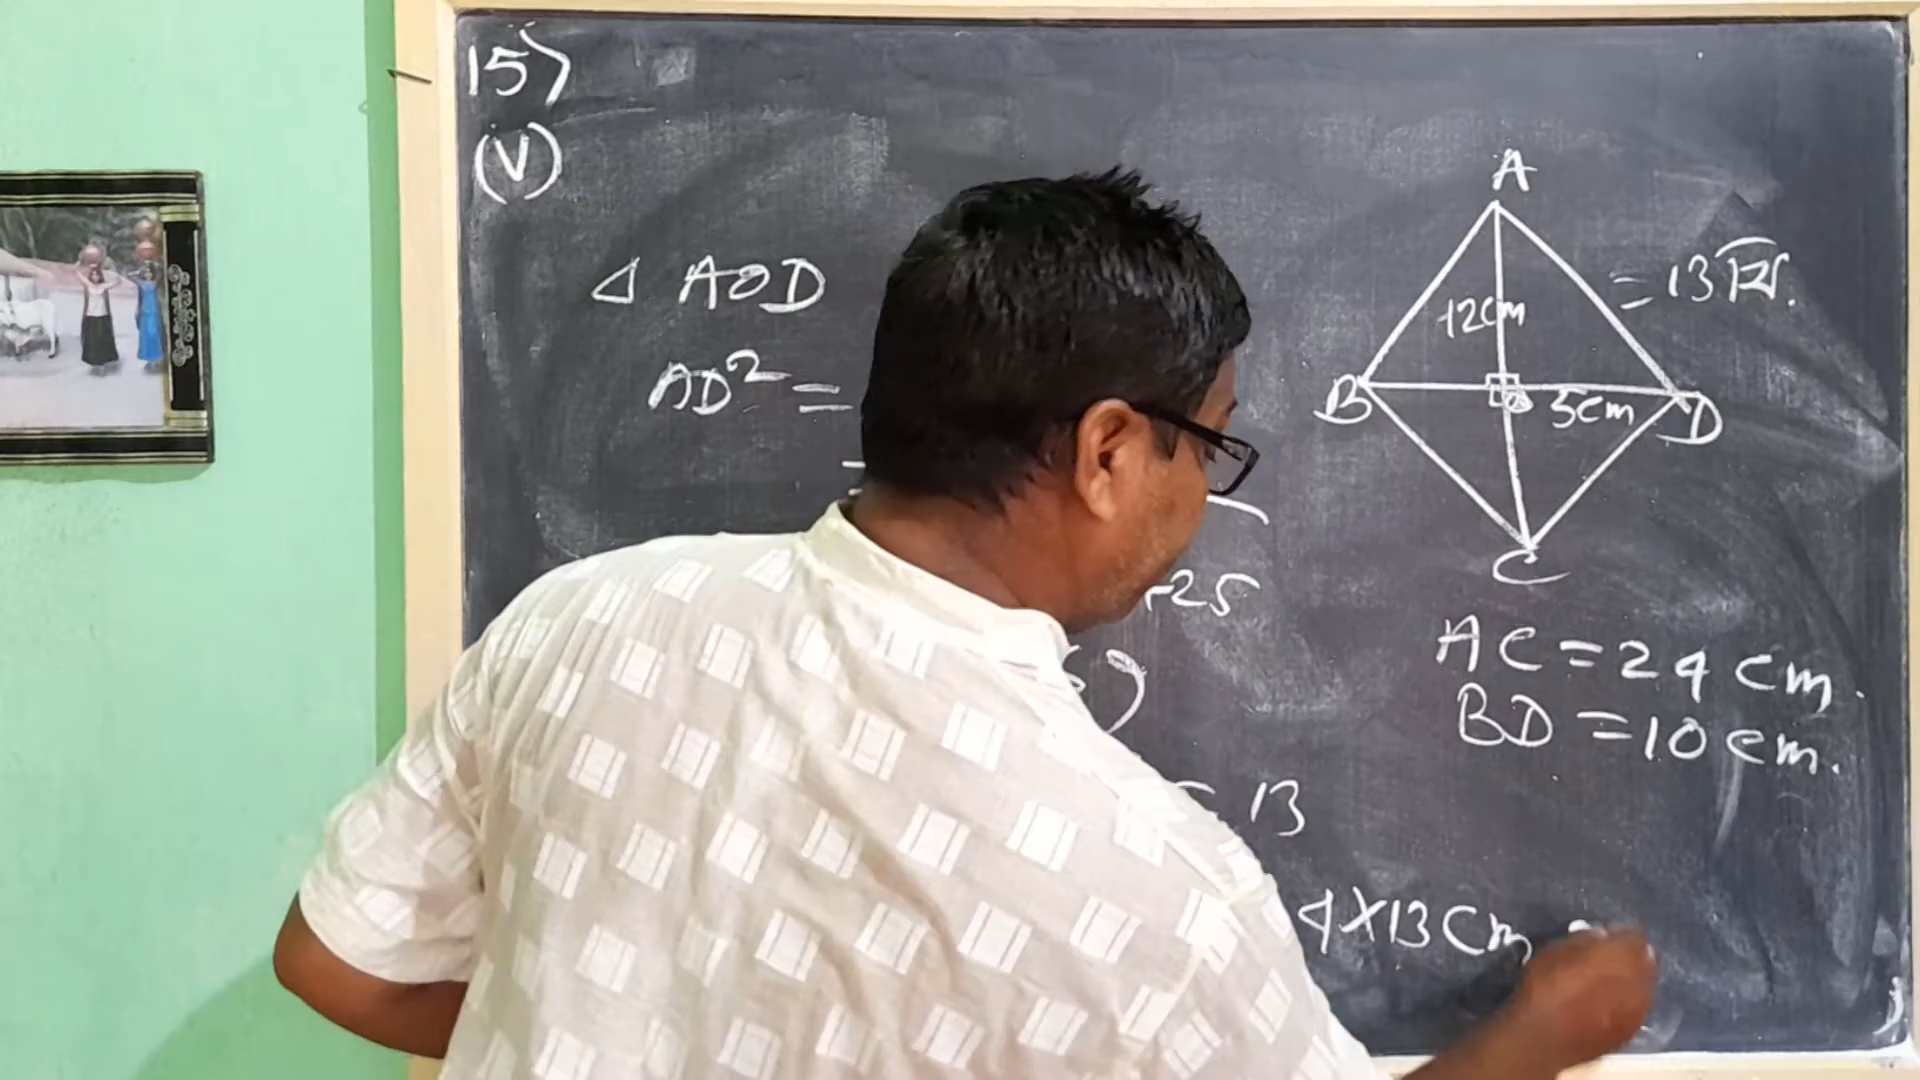 15>
(V)
△ AOD
AD² =
+25
= 13
4×13 cm
A
12cm
= 13
B
5cm
D
C
AC = 24 cm.
BD = 10 cm.